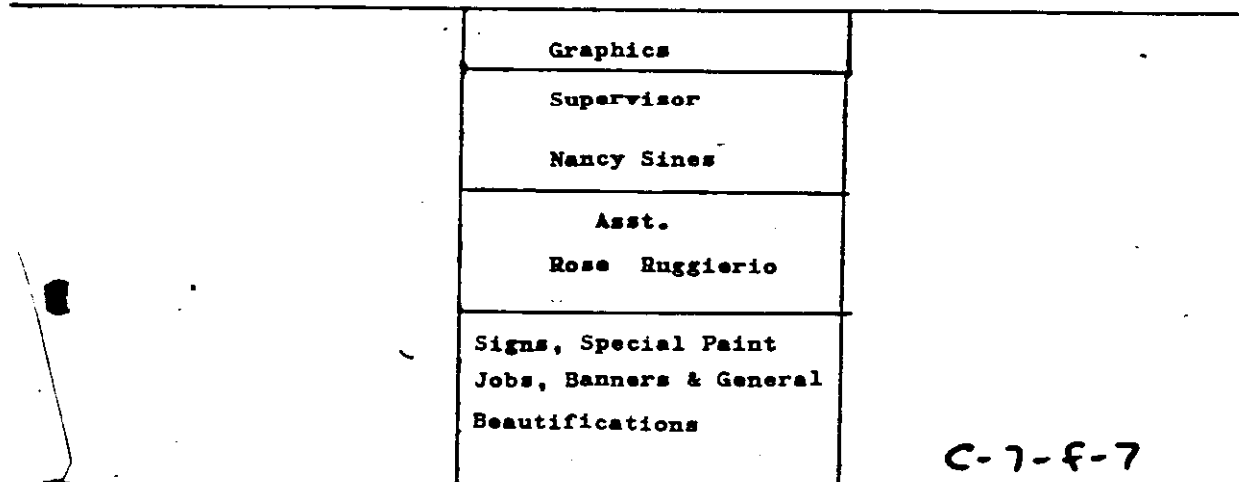 Graphics
Supervisor
Nancy Sines
Asst.
Rose Ruggierio
Signs, Special Paint
Jobs, Banners & General
Beautifications
C-7-f-7